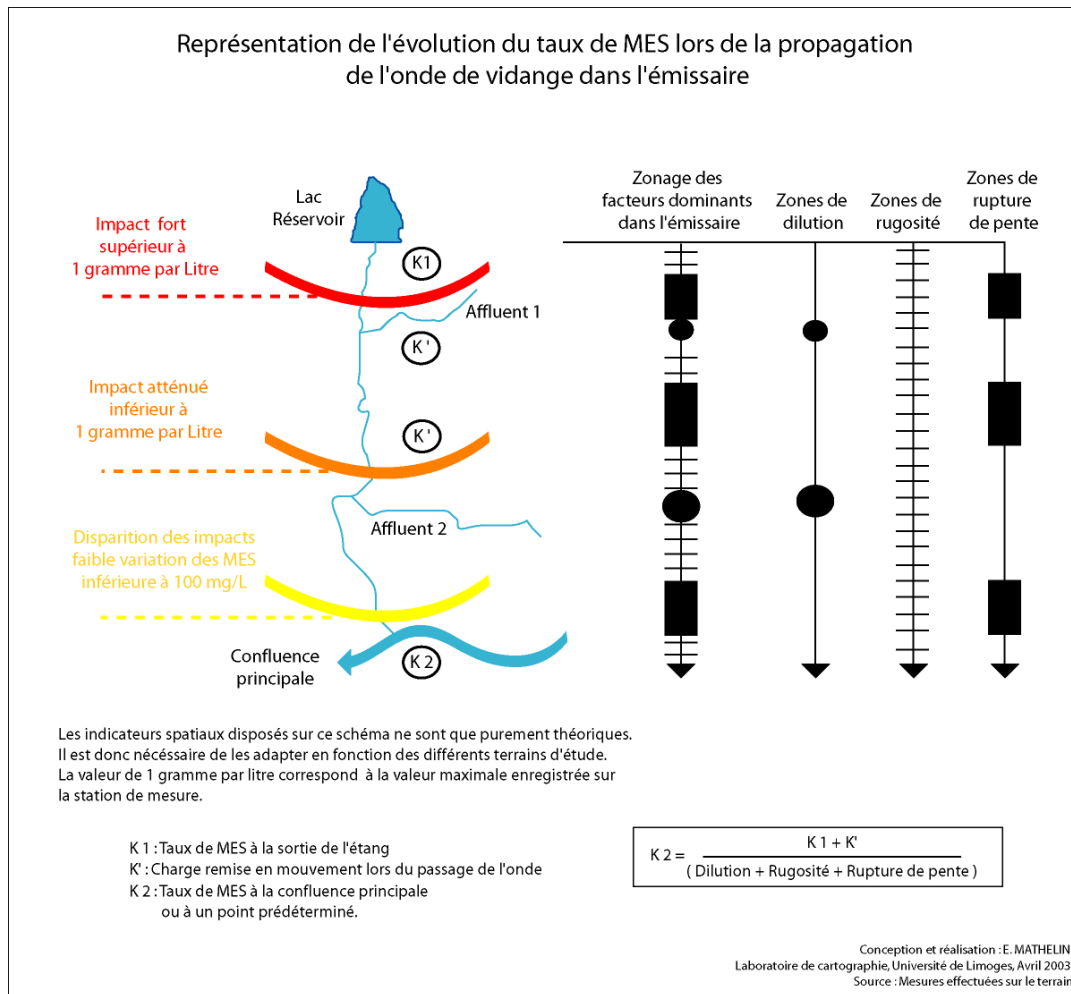 Représentation de l'évolution du taux de MES lors de la propagation
de l'onde de vidange dans l'émissaire
Lac
Réservoir
Impact fort
supérieur à
1 gramme par Litre
K1
Affluent 1
K'
Impact atténué
inférieur à
1 gramme par Litre
K'
Affluent 2
Disparition des impacts
faible variation des MES
inférieure à 100 mg/L
Confluence
principale
K 2
Zonage des
facteurs dominants
dans l'émissaire
Zones de
dilution
Zones de
rugosité
Zones de
rupture
de pente
Les indicateurs spatiaux disposés sur ce schéma ne sont que purement théoriques.
Il est donc nécéssaire de les adapter en fonction des différents terrains d'étude.
La valeur de 1 gramme par litre correspond à la valeur maximale enregistrée sur
la station de mesure.
K 1 : Taux de MES à la sortie de l'étang
K' : Charge remise en mouvement lors du passage de l'onde
K 2 : Taux de MES à la confluence principale
ou à un point prédéterminé.
K 1 + K'
K 2 =
( Dilution + Rugosité + Rupture de pente )
Conception et réalisation : E. MATHELIN
Laboratoire de cartographie, Université de Limoges, Avril 2003
Source : Mesures effectuées sur le terrain